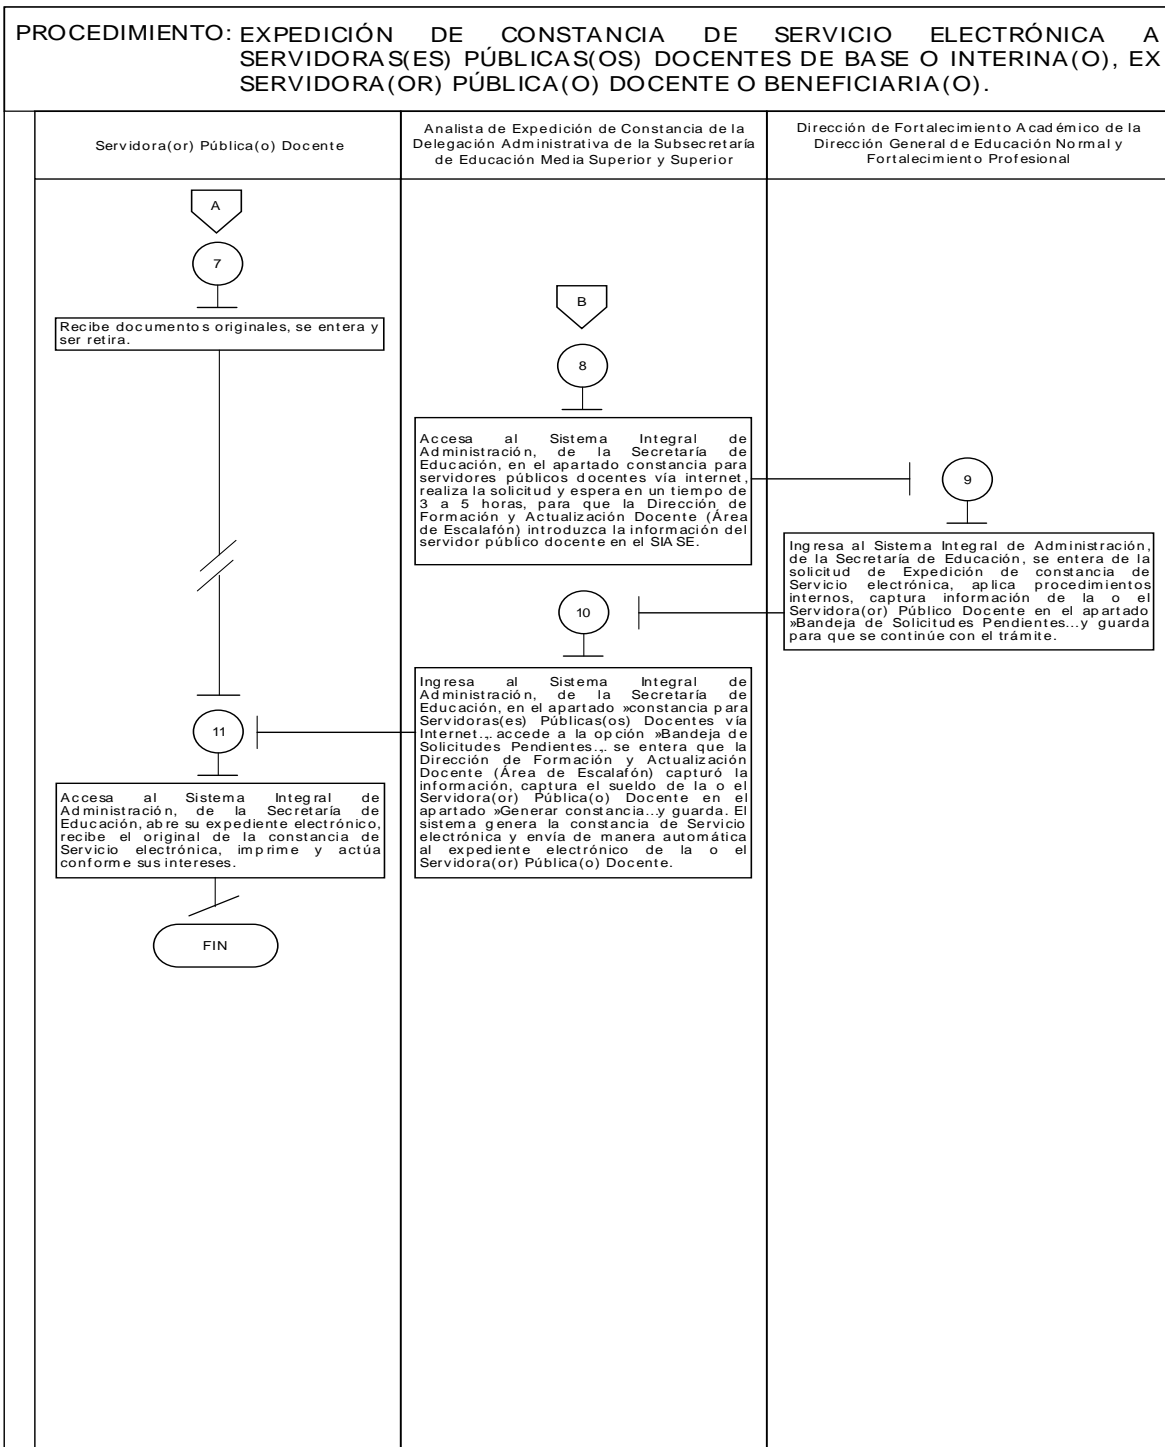 PROCEDIMIENTO: EXPEDICIÓN DE CONSTANCIA DE SERVICIO ELECTRÓNICA A
SERVIDORAS(ES) PÚBLICAS(OS) DOCENTES DE BASE O INTERINA(O), EX
SERVIDORA(OR) PÚBLICA(O) DOCENTE O BENEFICIARIA(O).
Servidora(or) Pública(o) Docente
Analista de Expedición de Constancia de la
Delegación Administrativa de la Subsecretaría
de Educación Media Superior y Superior
Dirección de Fortalecimiento Académico de la
Dirección General de Educación Normal y
Fortalecimiento Profesional
A
7
Recibe documentos originales, se entera y
ser retira.
B
8
Accesa al Sistema Integral de
Administración, de la Secretaría de
Educación, en el apartado constancia para
servidores públicos docentes vía internet,
realiza la solicitud y espera en un tiempo de
3 a 5 horas, para que la Dirección de
Formación y Actualización Docente (Área
de Escalafón) introduzca la información del
servidor público docente en el SIASE.
9
Ingresa al Sistema Integral de Administración,
de la Secretaría de Educación, se entera de la
solicitud de Expedición de constancia de
Servicio electrónica, aplica procedimientos
internos, captura información de la o el
Servidora(or) Público Docente en el apartado
»Bandeja de Solicitudes Pendientes...y guarda
para que se continúe con el trámite.
10
Ingresa al Sistema Integral de
Administración, de la Secretaría de
Educación, en el apartado »constancia para
Servidoras(es) Públicas(os) Docentes vía
Internet.,. accede a la opción »Bandeja de
Solicitudes Pendientes.,. se entera que la
Dirección de Formación y Actualización
Docente (Área de Escalafón) capturó la
información, captura el sueldo de la o el
Servidora(or) Pública(o) Docente en el
apartado »Generar constancia...y guarda. El
sistema genera la constancia de Servicio
electrónica y envía de manera automática
al expediente electrónico de la o el
Servidora(or) Pública(o) Docente.
11
Accesa al Sistema Integral de
Administración, de la Secretaría de
Educación, abre su expediente electrónico,
recibe el original de la constancia de
Servicio electrónica, imprime y actúa
conforme sus intereses.
FIN